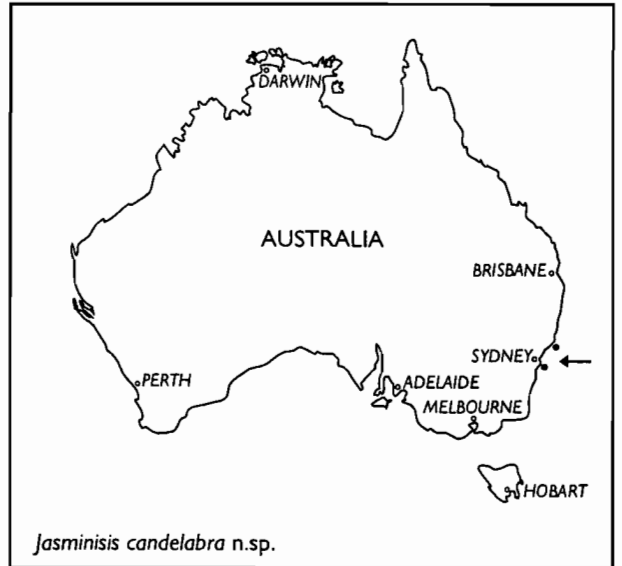 DARWIN
AUSTRALIA
BRISBANE
SYDNEY
PERTH
ADELAIDE
MELBOURNE
HOBART
Jasminisis candelabra n.sp.